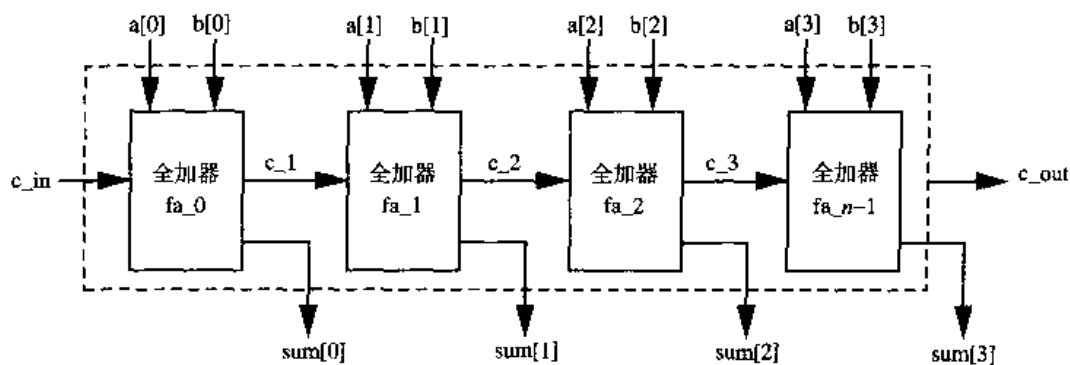 a[0] b[0] a[1] b[1] a[2] b[2] a[3] b[3]
c_in 全加器 c_1 全加器 c_2 全加器 c_3 全加器 c_out
fa_0 fa_1 fa_2 fa_n-1
sum[0] sum[1] sum[2] sum[3]